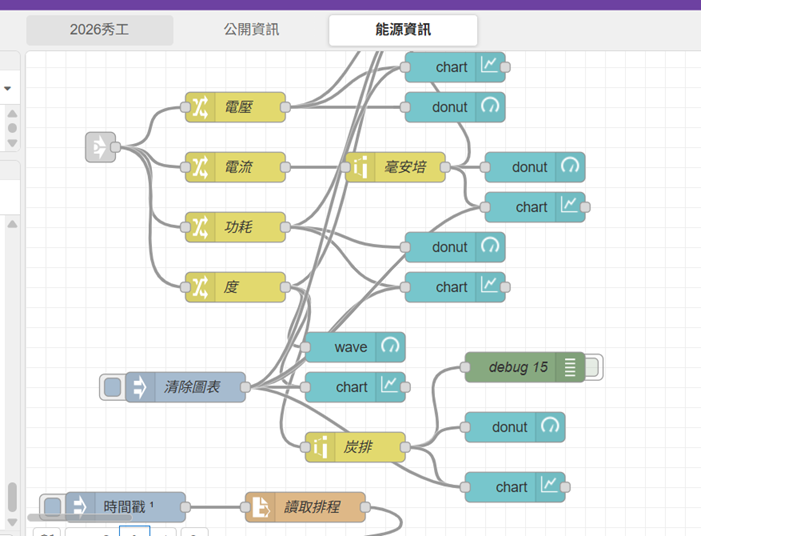 2026秀工
公開資訊
能源資訊
chart
電壓
donut
電流
毫安培
donut
chart
功耗
donut
度
chart
wave
debug 15
清除圖表
chart
donut
炭排
chart
時間戳 ¹
讀取排程